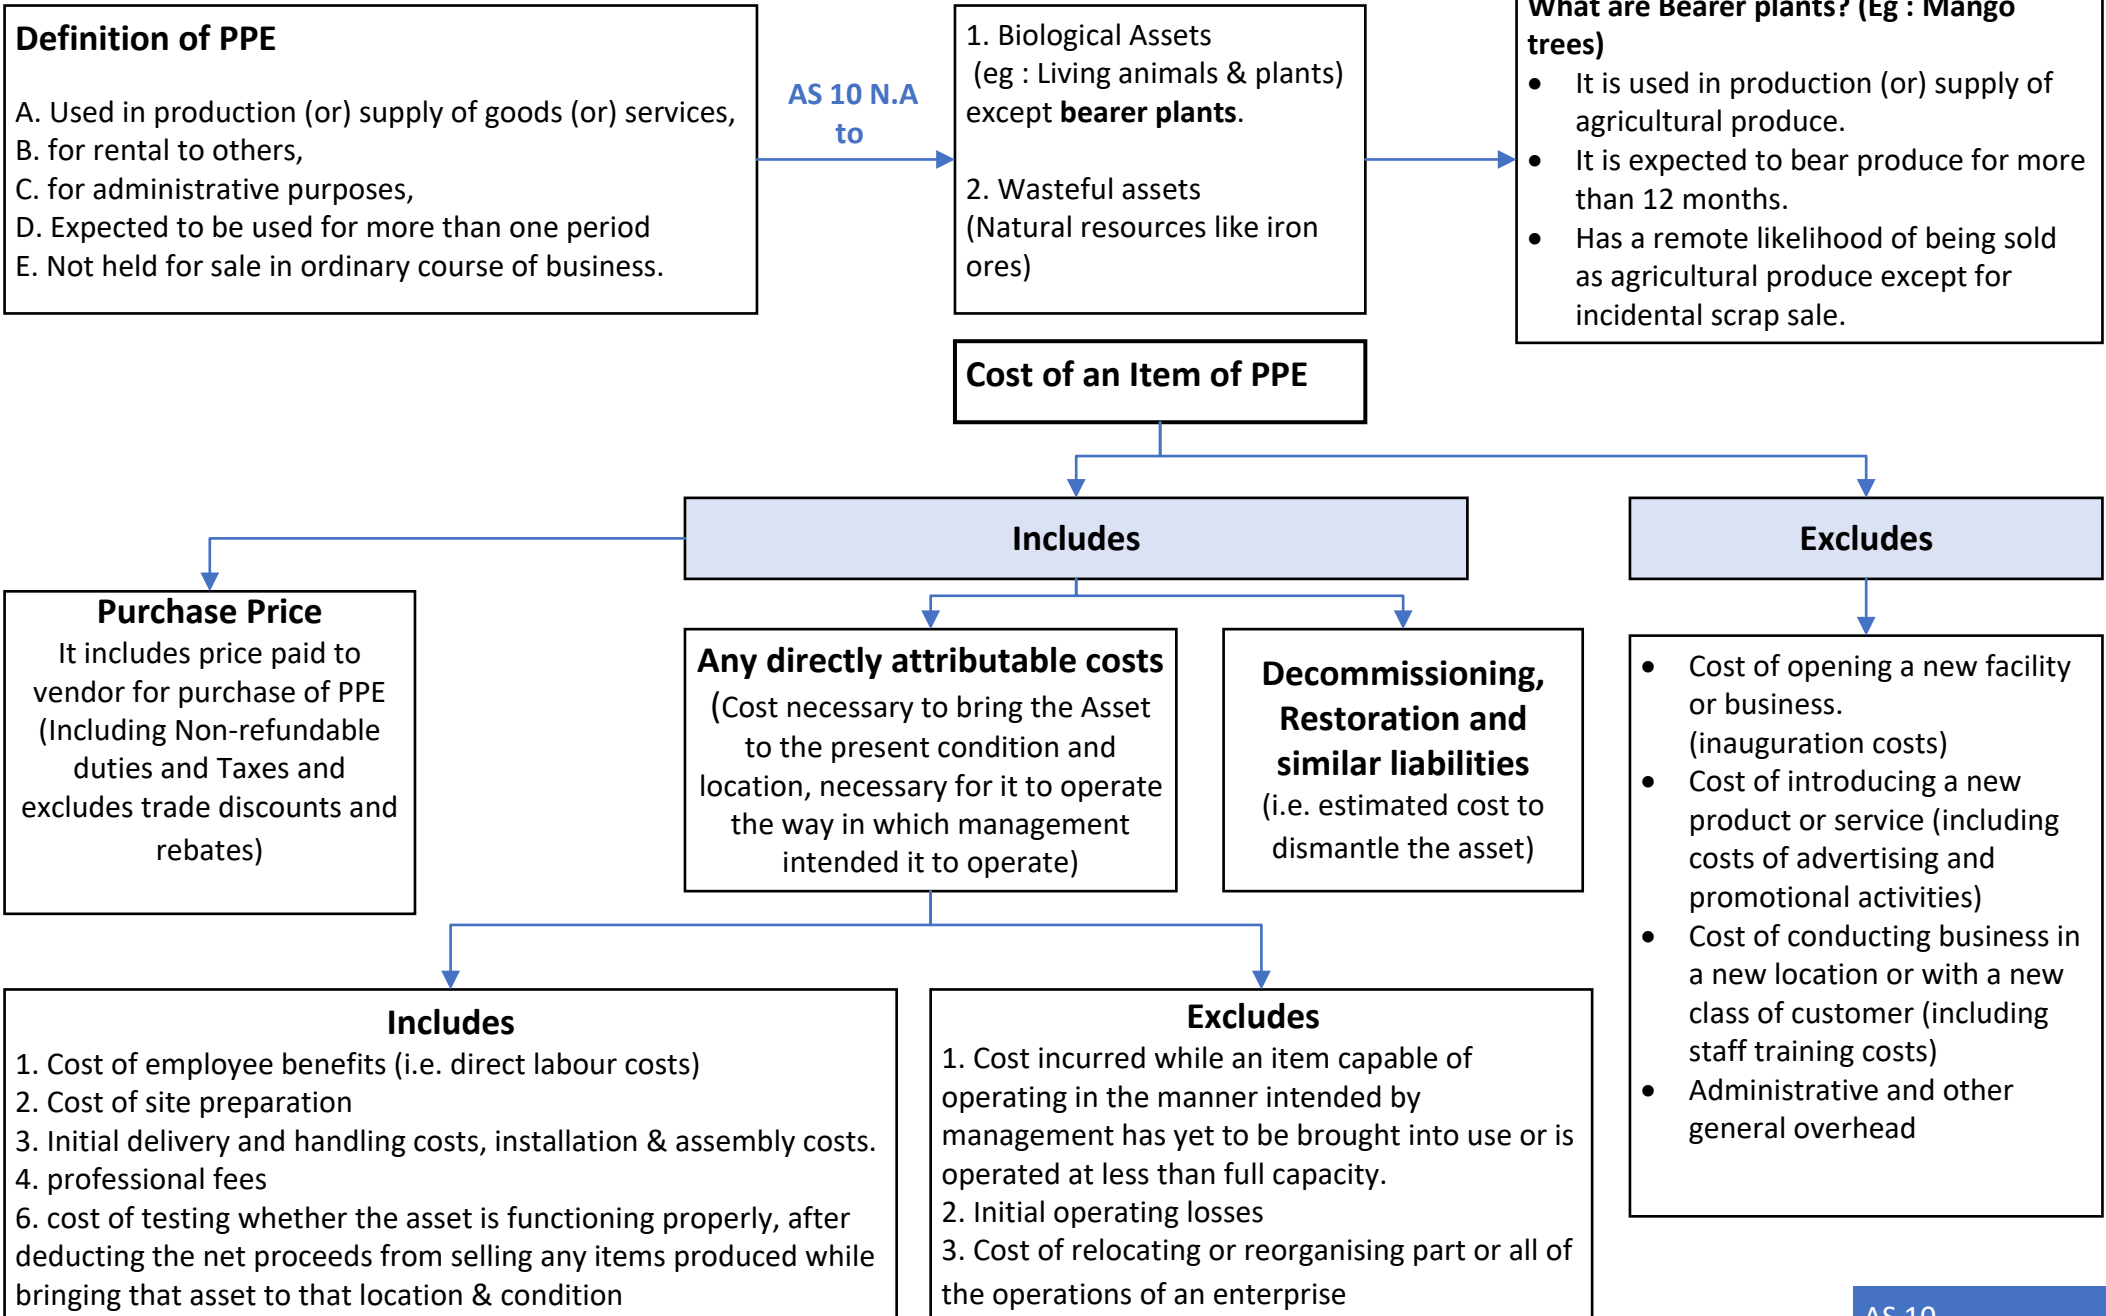 Definition of PPE
A. Used in production (or) supply of goods (or) services,
B. for rental to others,
C. for administrative purposes,
D. Expected to be used for more than one period
E. Not held for sale in ordinary course of business.
AS 10 N.A
to
1. Biological Assets
(eg : Living animals & plants)
except bearer plants.
2. Wasteful assets
(Natural resources like iron
ores)
What are Bearer plants? (Eg : Mango
trees)
• It is used in production (or) supply of
agricultural produce.
• It is expected to bear produce for more
than 12 months.
• Has a remote likelihood of being sold
as agricultural produce except for
incidental scrap sale.
Cost of an Item of PPE
Includes
Excludes
Purchase Price
It includes price paid to
vendor for purchase of PPE
(Including Non-refundable
duties and Taxes and
excludes trade discounts and
rebates)
Any directly attributable costs
(Cost necessary to bring the Asset
to the present condition and
location, necessary for it to operate
the way in which management
intended it to operate)
Decommissioning,
Restoration and
similar liabilities
(i.e. estimated cost to
dismantle the asset)
• Cost of opening a new facility
or business.
(inauguration costs)
• Cost of introducing a new
product or service (including
costs of advertising and
promotional activities)
• Cost of conducting business in
a new location or with a new
class of customer (including
staff training costs)
• Administrative and other
general overhead
Includes
1. Cost of employee benefits (i.e. direct labour costs)
2. Cost of site preparation
3. Initial delivery and handling costs, installation & assembly costs.
4. professional fees
6. cost of testing whether the asset is functioning properly, after
deducting the net proceeds from selling any items produced while
bringing that asset to that location & condition
Excludes
1. Cost incurred while an item capable of
operating in the manner intended by
management has yet to be brought into use or is
operated at less than full capacity.
2. Initial operating losses
3. Cost of relocating or reorganising part or all of
the operations of an enterprise
AS 10